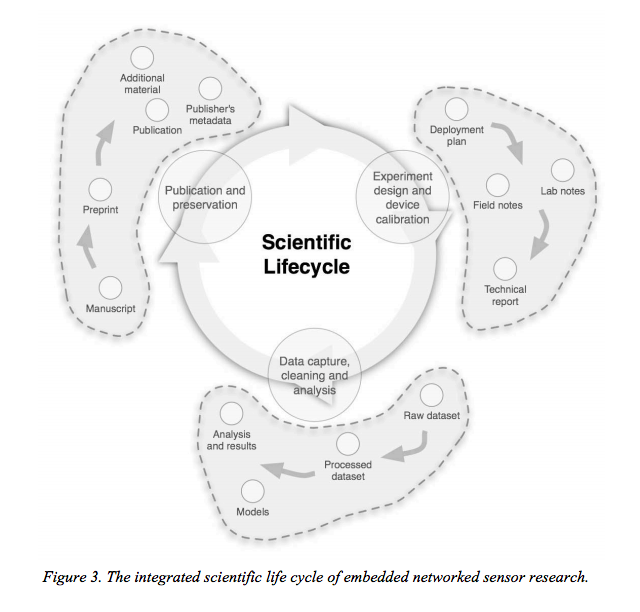 Additional
material
Publisher's
metadata
Publication
Preprint
Manuscript
Publication and
preservation
Scientific
Lifecycle
Experiment
design and
device
calibration
Deployment
plan
Lab notes
Field notes
Technical
report
Data capture,
cleaning and
analysis
Raw dataset
Processed
dataset
Analysis
and results
Models
Figure 3. The integrated scientific life cycle of embedded networked sensor research.